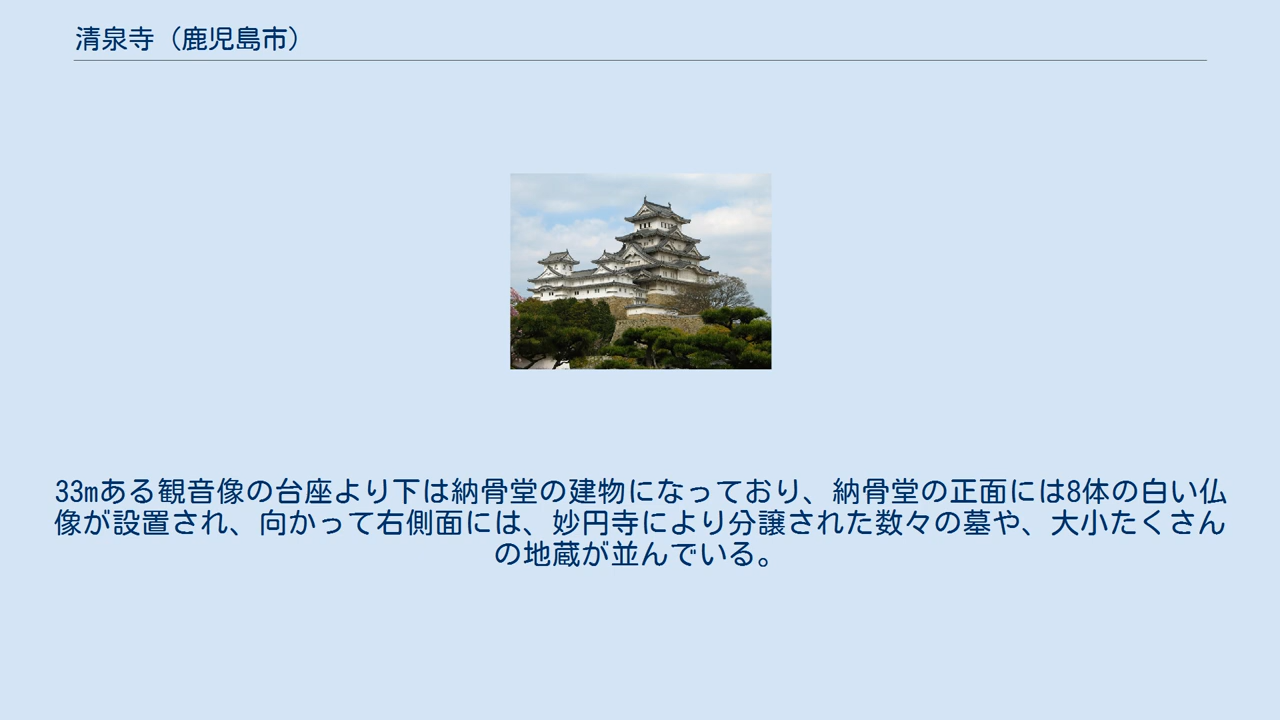 清泉寺（鹿児島市）
33mある観音像の台座より下は納骨堂の建物になっており、納骨堂の正面には8体の白い仏
像が設置され、向かって右側面には、妙円寺により分譲された数々の墓や、大小たくさん
の地蔵が並んでいる。